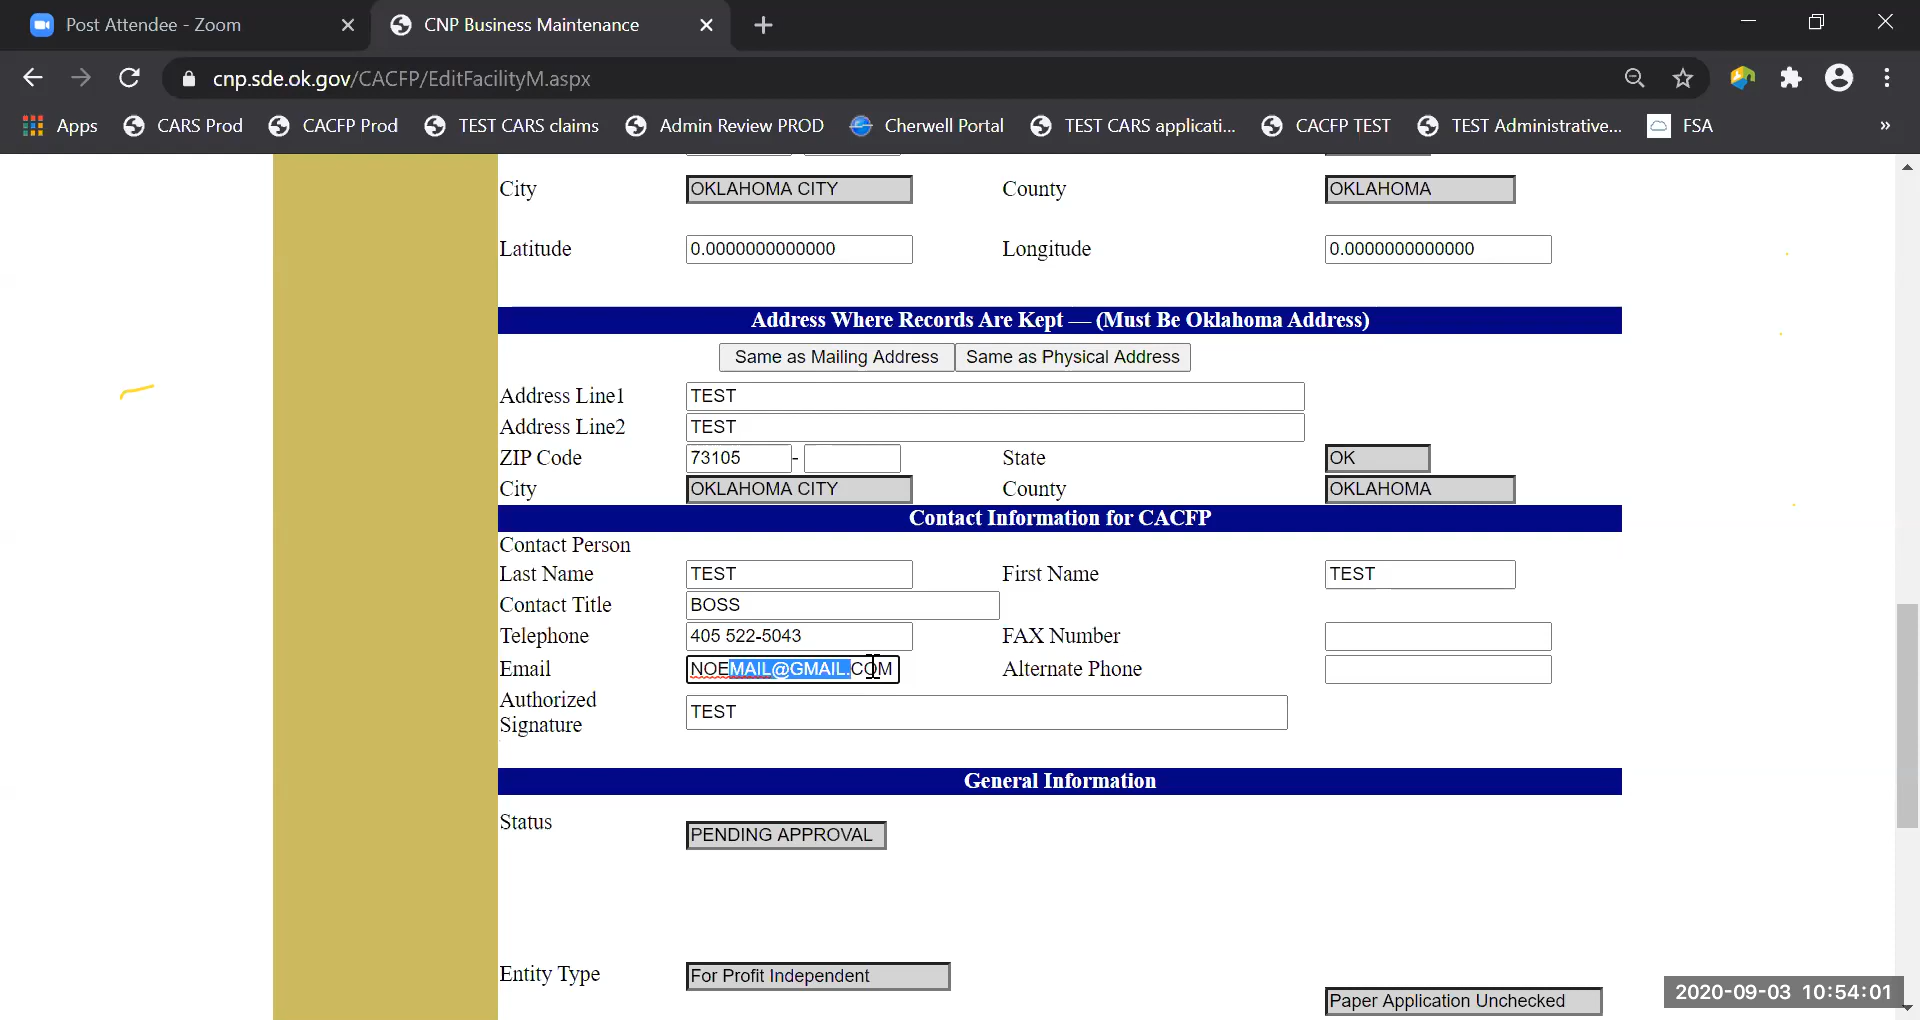 Post Attendee - Zoom
CNP Business Maintenance
cnp.sde.ok.gov/CACFP/EditFacilityM.aspx
Apps CARS Prod CACFP Prod TEST CARS claims Admin Review PROD Cherwell Portal TEST CARS applicati... CACFP TEST TEST Administrative... FSA »
City OKLAHOMA CITY County OKLAHOMA
Latitude 0.0000000000000 Longitude 0.0000000000000
Address Where Records Are Kept — (Must Be Oklahoma Address)
Same as Mailing Address Same as Physical Address
Address Line1 TEST
Address Line2 TEST
ZIP Code 73105 - State OK
City OKLAHOMA CITY County OKLAHOMA
Contact Information for CACFP
Contact Person
Last Name TEST First Name TEST
Contact Title BOSS
Telephone 405 522-5043 FAX Number
Email NOEMAIL@GMAIL.COM Alternate Phone
Authorized
Signature TEST
General Information
Status PENDING APPROVAL
Entity Type For Profit Independent
Paper Application Unchecked
2020-09-03 10:54:01